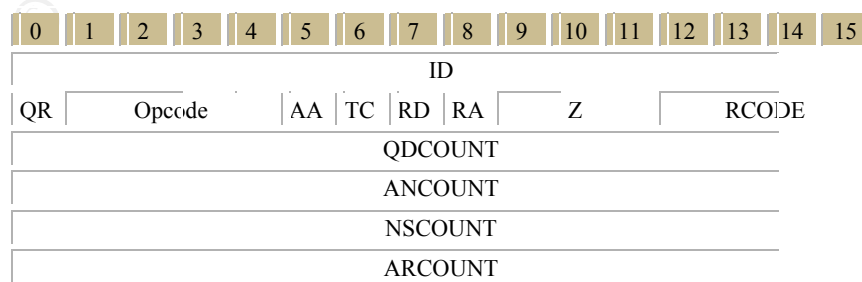 0 1 2 3 4 5 6 7 8 9 10 11 12 13 14 15
ID
QR Opcode AA TC RD RA Z RCODE
QDCOUNT
ANCOUNT
NSCOUNT
ARCOUNT